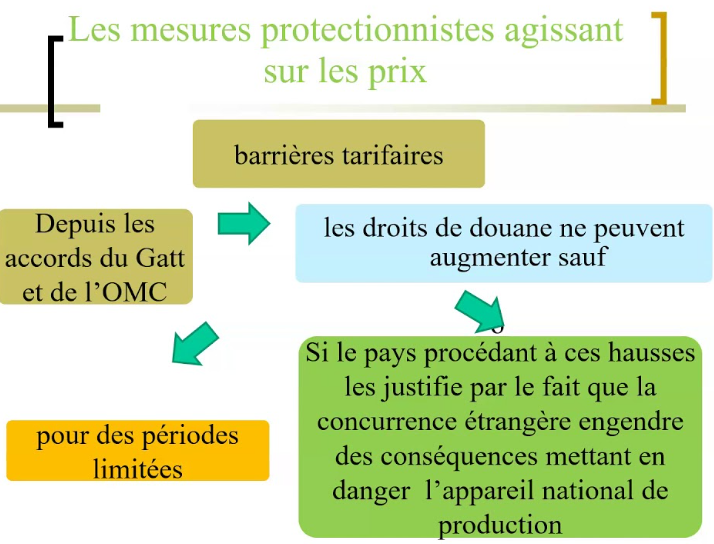 Les mesures protectionnistes agissant
sur les prix
barrières tarifaires
Depuis les
accords du Gatt
et de l’OMC
les droits de douane ne peuvent
augmenter sauf
pour des périodes
limitées
Si le pays procédant à ces hausses
les justifie par le fait que la
concurrence étrangère engendre
des conséquences mettant en
danger  l’appareil national de
production